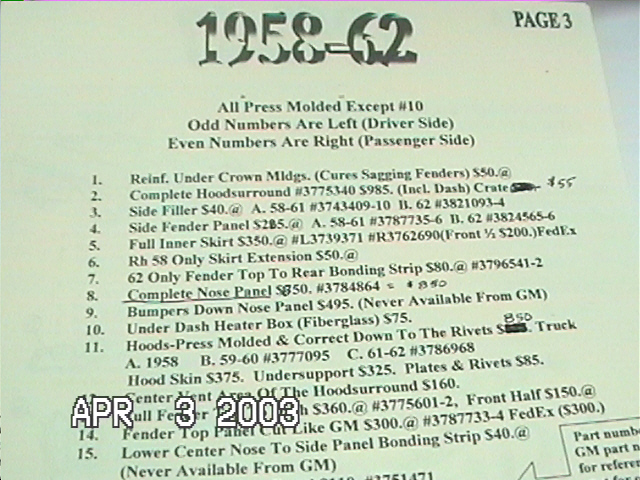 PAGE 3
1958-62
All Press Molded Except #10
Odd Numbers Are Left (Driver Side)
Even Numbers Are Right (Passenger Side)
1. Reinf. Under Crown Mldgs. (Cures Sagging Fenders) $50.@
2. Complete Hoodsurround #3775340 $985. (Incl. Dash) Crate $55
3. Side Filler $40.@ A. 58-61 #3743409-10 B. 62 #3821093-4
4. Side Fender Panel A. 58-61 #3787735-6 B. 62 #3824565-6
5. Full Inner Skirt $350.@ #L3739371 #R3762690(Front ½ $200.)FedEx
6. Rh 58 Only Skirt Extension $50.@
7. 62 Only Fender Top To Rear Bonding Strip $80.@ #3796541-2
8. Complete Nose Panel #3784864 = $850
9. Bumpers Down Nose Panel $495. (Never Available From GM)
10. Under Dash Heater Box (Fiberglass) $75.
11. Hoods-Press Molded & Correct Down To The Rivets $ 850 . Truck
A. 1958 B. 59-60 #3777095 C. 61-62 #3786968
Hood Skin $375. Undersupport $325. Plates & Rivets $85.
Center Vent Area Of The Hoodsurround $160.
$360.@ #3775601-2, Front Half $150.@
APR 3 2003
14. Fender Top Panel Cut Like GM $300.@ #3787733-4 FedEx ($300.)
15. Lower Center Nose To Side Panel Bonding Strip $40.@
(Never Available From GM)
#3751471
Part numb
GM part n
for referen